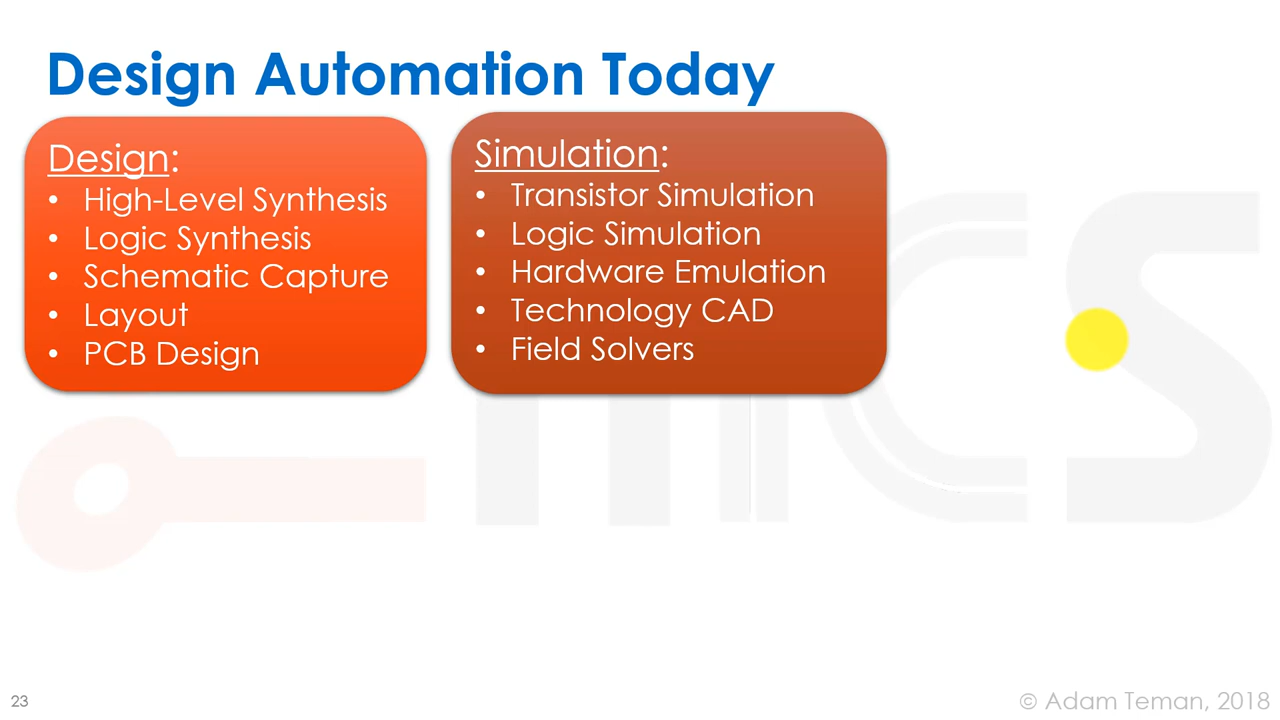 Design Automation Today
Design:
• High-Level Synthesis
• Logic Synthesis
• Schematic Capture
• Layout
• PCB Design
Simulation:
• Transistor Simulation
• Logic Simulation
• Hardware Emulation
• Technology CAD
• Field Solvers
23
© Adam Teman, 2018